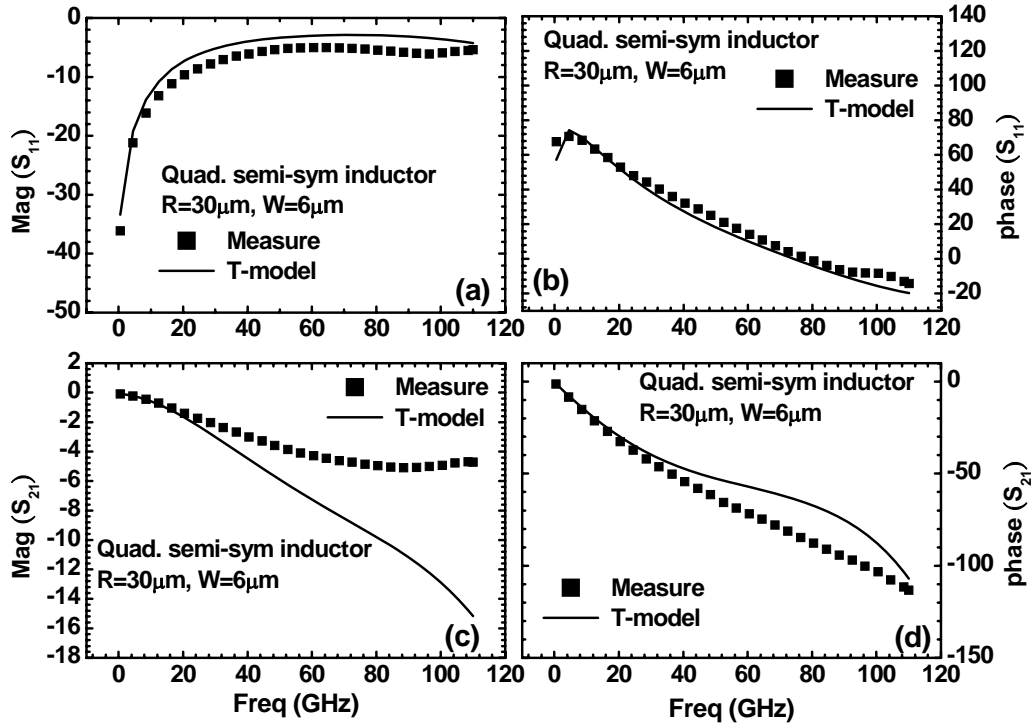 Mag (S11)
0
-10
-20
-30
-40
-50
Quad. semi-sym inductor
R=30μm, W=6μm
Measure
T-model
(a)
0 20 40 60 80 100 120
Quad. semi-sym inductor
R=30μm, W=6μm
Measure
T-model
(b)
140
120
100
80
60
40
20
0
-20
phase (S11)
0 20 40 60 80 100 120
Mag (S21)
2
0
-2
-4
-6
-8
-10
-12
-14
-16
-18
Measure
T-model
Quad. semi-sym inductor
R=30μm, W=6μm
(c)
0 20 40 60 80 100 120
Freq (GHz)
Quad. semi-sym inductor
R=30μm, W=6μm
Measure
T-model
(d)
0
-50
-100
-150
phase (S21)
0 20 40 60 80 100 120
Freq (GHz)